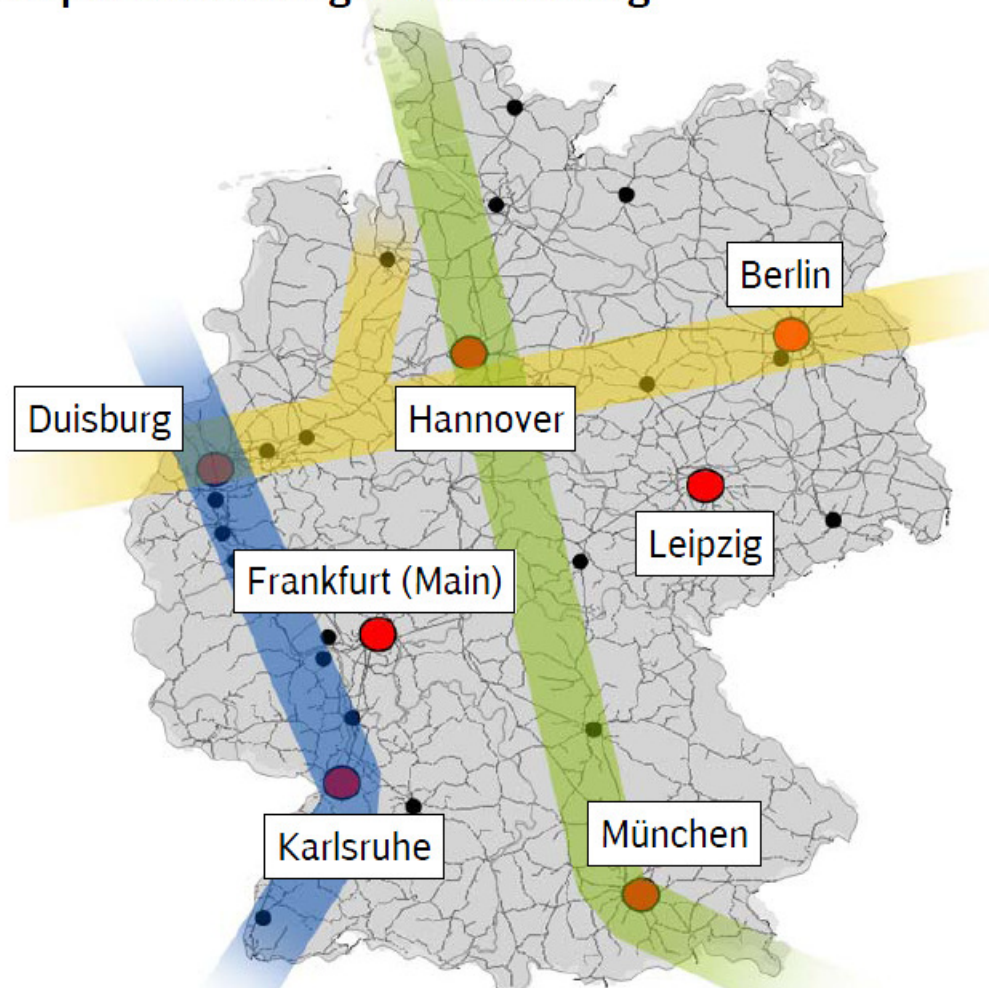 Berlin
Duisburg
Hannover
Leipzig
Frankfurt (Main)
München
Karlsruhe